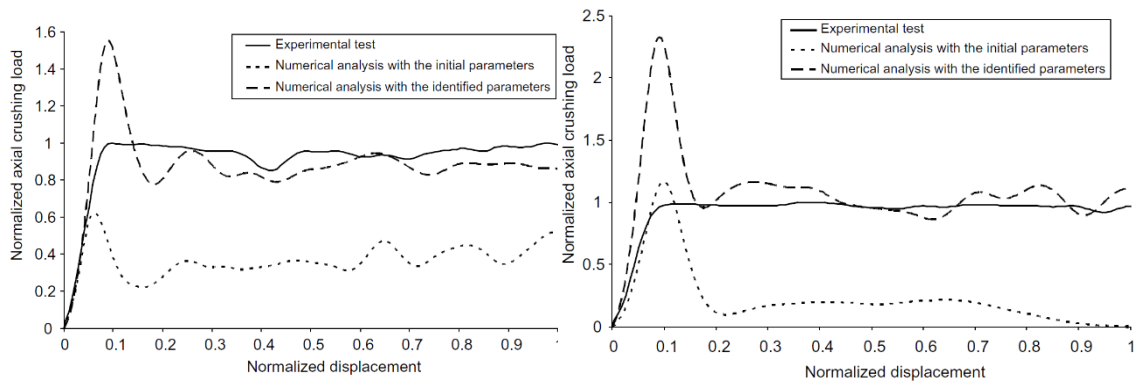 1.6
1.4
1.2
1
0.8
0.6
0.4
0.2
0
Normalized axial crushing load
Experimental test
Numerical analysis with the initial parameters
Numerical analysis with the identified parameters
0 0.1 0.2 0.3 0.4 0.5 0.6 0.7 0.8 0.9 1
Normalized displacement
2.5
2
1.5
1
0.5
0
Normalized axial crushing load
Experimental test
Numerical analysis with the initial parameters
Numerical analysis with the identified parameters
0 0.1 0.2 0.3 0.4 0.5 0.6 0.7 0.8 0.9 1
Normalized displacement